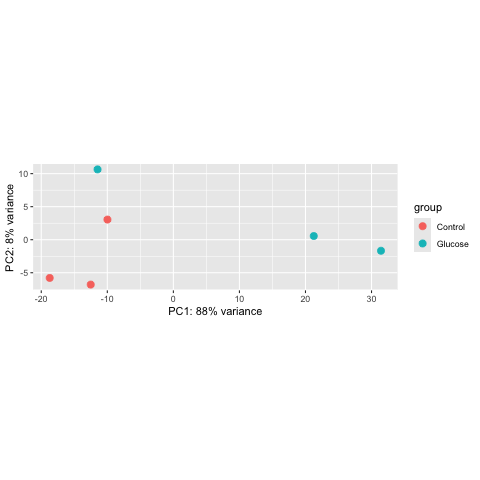 10
5
0
-5
PC2: 8% variance
-20 -10 0 10 20 30
PC1: 88% variance
group
Control
Glucose